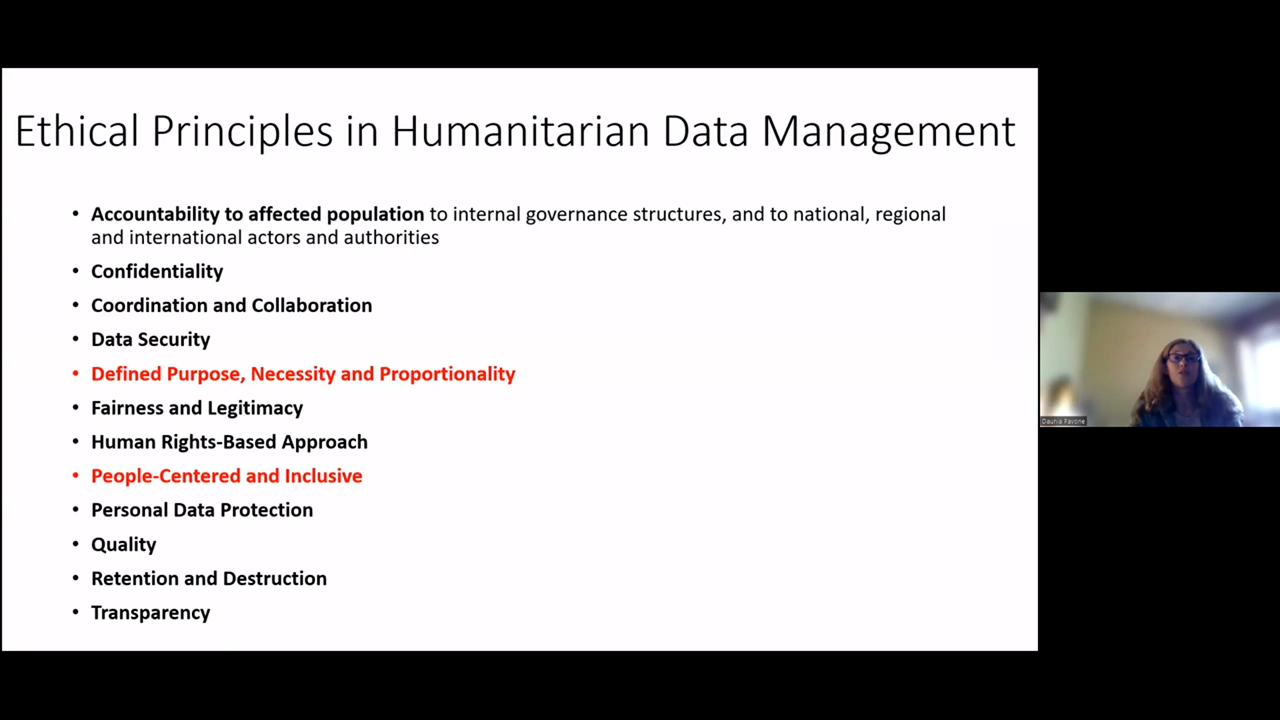 Ethical Principles in Humanitarian Data Management
• Accountability to affected population to internal governance structures, and to national, regional
and international actors and authorities
• Confidentiality
• Coordination and Collaboration
• Data Security
• Defined Purpose, Necessity and Proportionality
• Fairness and Legitimacy
• Human Rights-Based Approach
• People-Centered and Inclusive
• Personal Data Protection
• Quality
• Retention and Destruction
• Transparency
Daunia Pavone